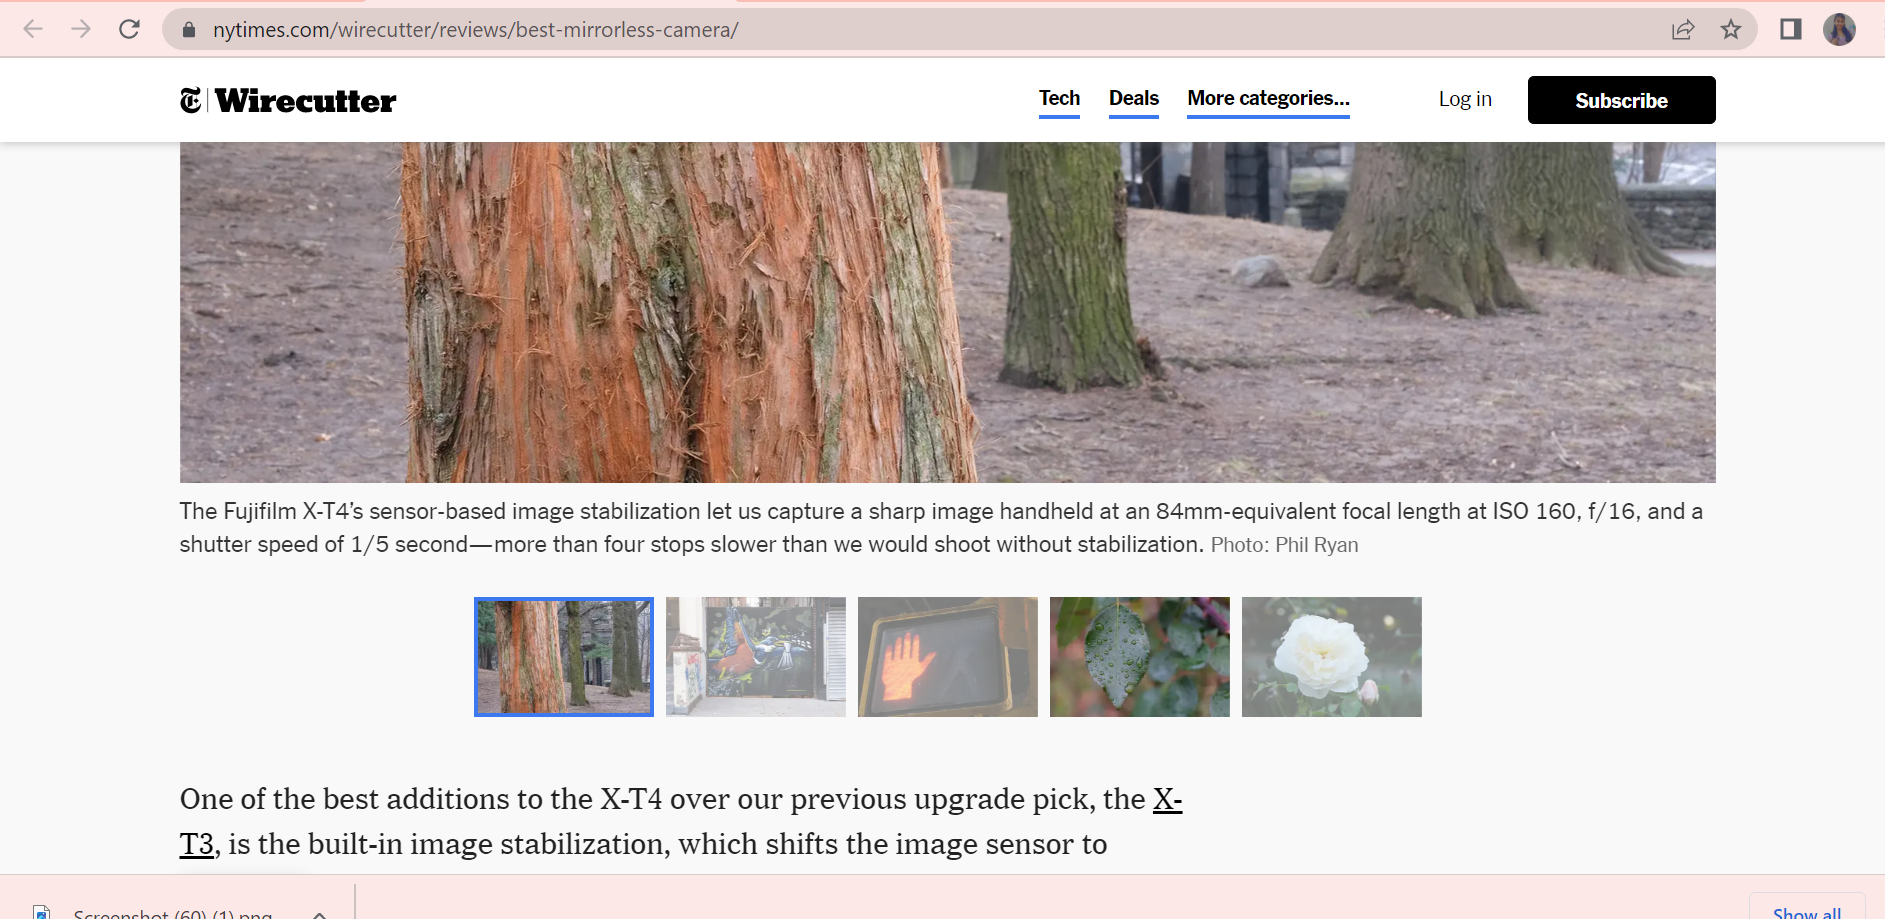 nytimes.com/wirecutter/reviews/best-mirrorless-camera/
Wirecutter
Tech
Deals
More categories...
Log in
Subscribe
The Fujifilm X-T4’s sensor-based image stabilization let us capture a sharp image handheld at an 84mm-equivalent focal length at ISO 160, f/16, and a
shutter speed of 1/5 second—more than four stops slower than we would shoot without stabilization. Photo: Phil Ryan
One of the best additions to the X-T4 over our previous upgrade pick, the X-
T3, is the built-in image stabilization, which shifts the image sensor to
Screenshot (60) (1).png
Show all